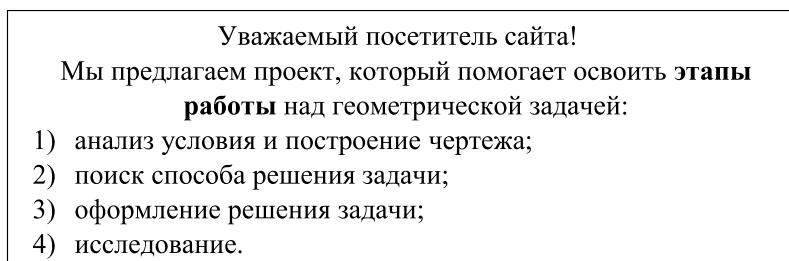 Уважаемый посетитель сайта!
Мы предлагаем проект, который помогает освоить этапы
работы над геометрической задачей:
1) анализ условия и построение чертежа;
2) поиск способа решения задачи;
3) оформление решения задачи;
4) исследование.